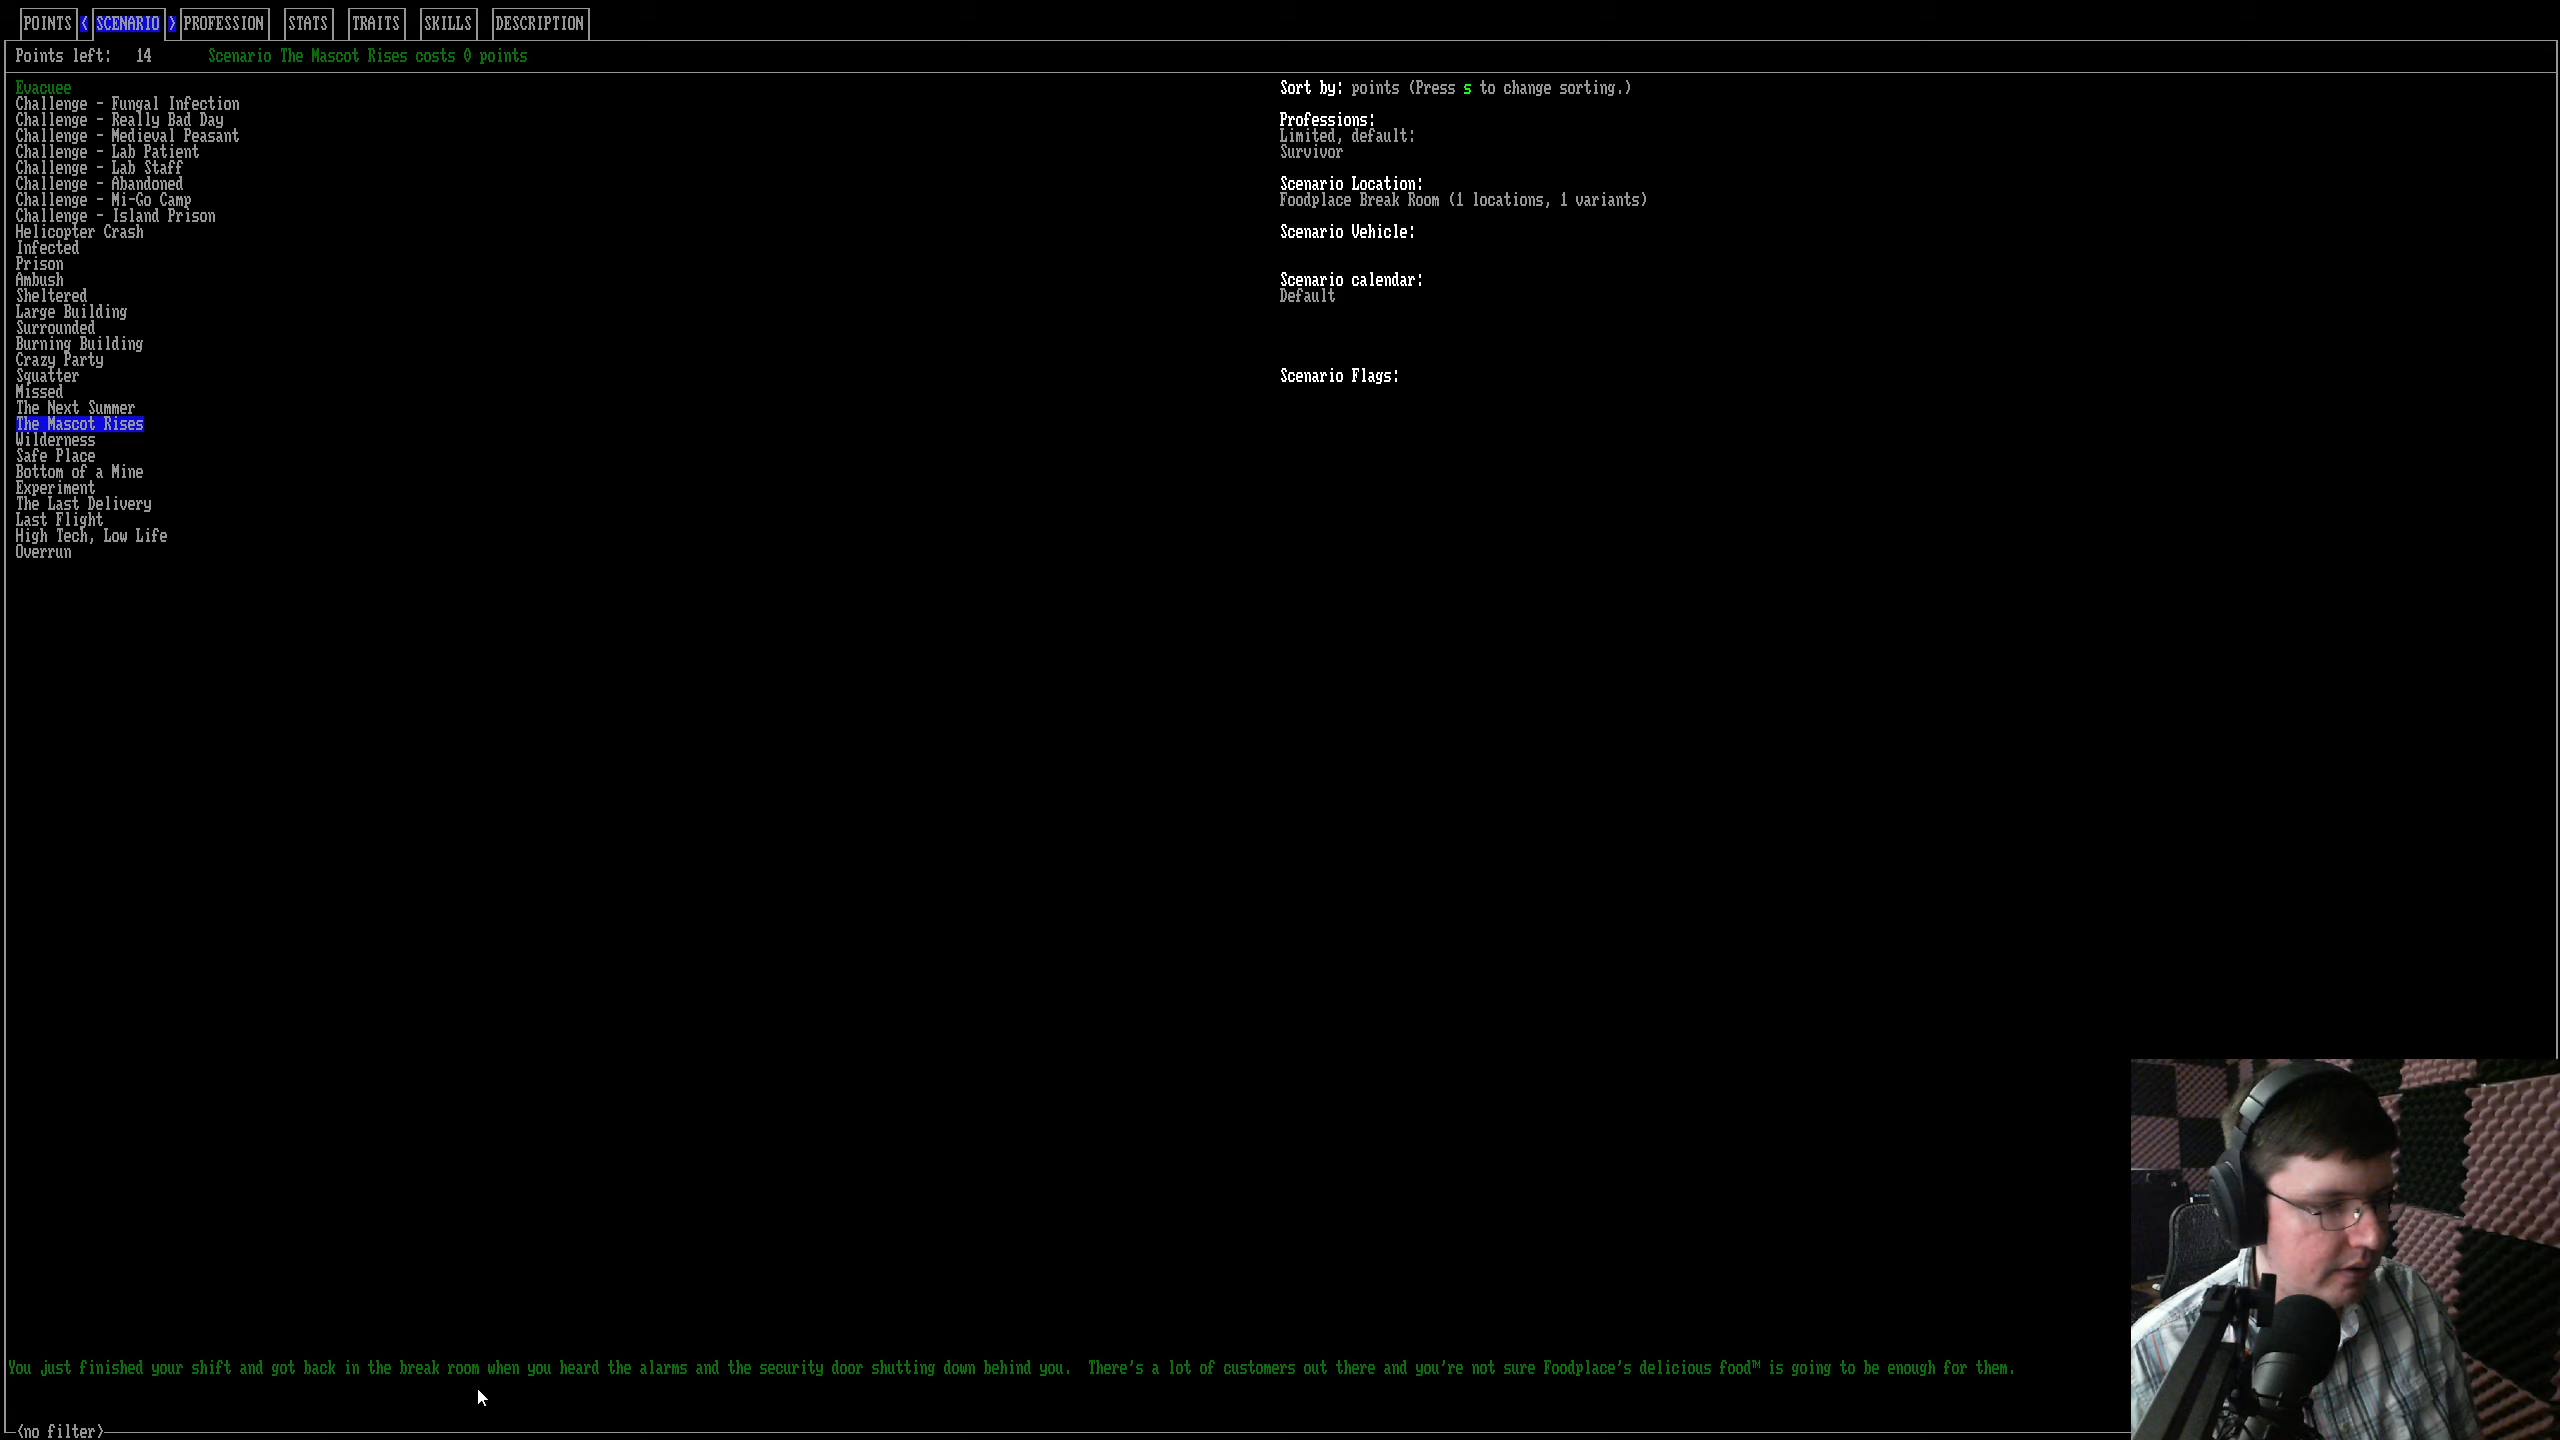 POINTS < SCENARIO > PROFESSION STATS TRAITS SKILLS DESCRIPTION
Points left: 14 Scenario The Mascot Rises costs 0 points
Evacuee
Challenge - Fungal Infection
Challenge - Really Bad Day
Challenge - Medieval Peasant
Challenge - Lab Patient
Challenge - Lab Staff
Challenge - Abandoned
Challenge - Mi-Go Camp
Challenge - Island Prison
Helicopter Crash
Infected
Prison
Ambush
Sheltered
Large Building
Surrounded
Burning Building
Crazy Party
Squatter
Missed
The Next Summer
The Mascot Rises
Wilderness
Safe Place
Bottom of a Mine
Experiment
The Last Delivery
Last Flight
High Tech, Low Life
Overrun
Sort by: points (Press s to change sorting.)
Professions:
Limited, default:
Survivor
Scenario Location:
Foodplace Break Room (1 locations, 1 variants)
Scenario Vehicle:
Scenario calendar:
Default
Scenario Flags:
You just finished your shift and got back in the break room when you heard the alarms and the security door shutting down behind you.  There's a lot of customers out there and you're not sure Foodplace's delicious food™ is going to be enough for them.
<no filter>